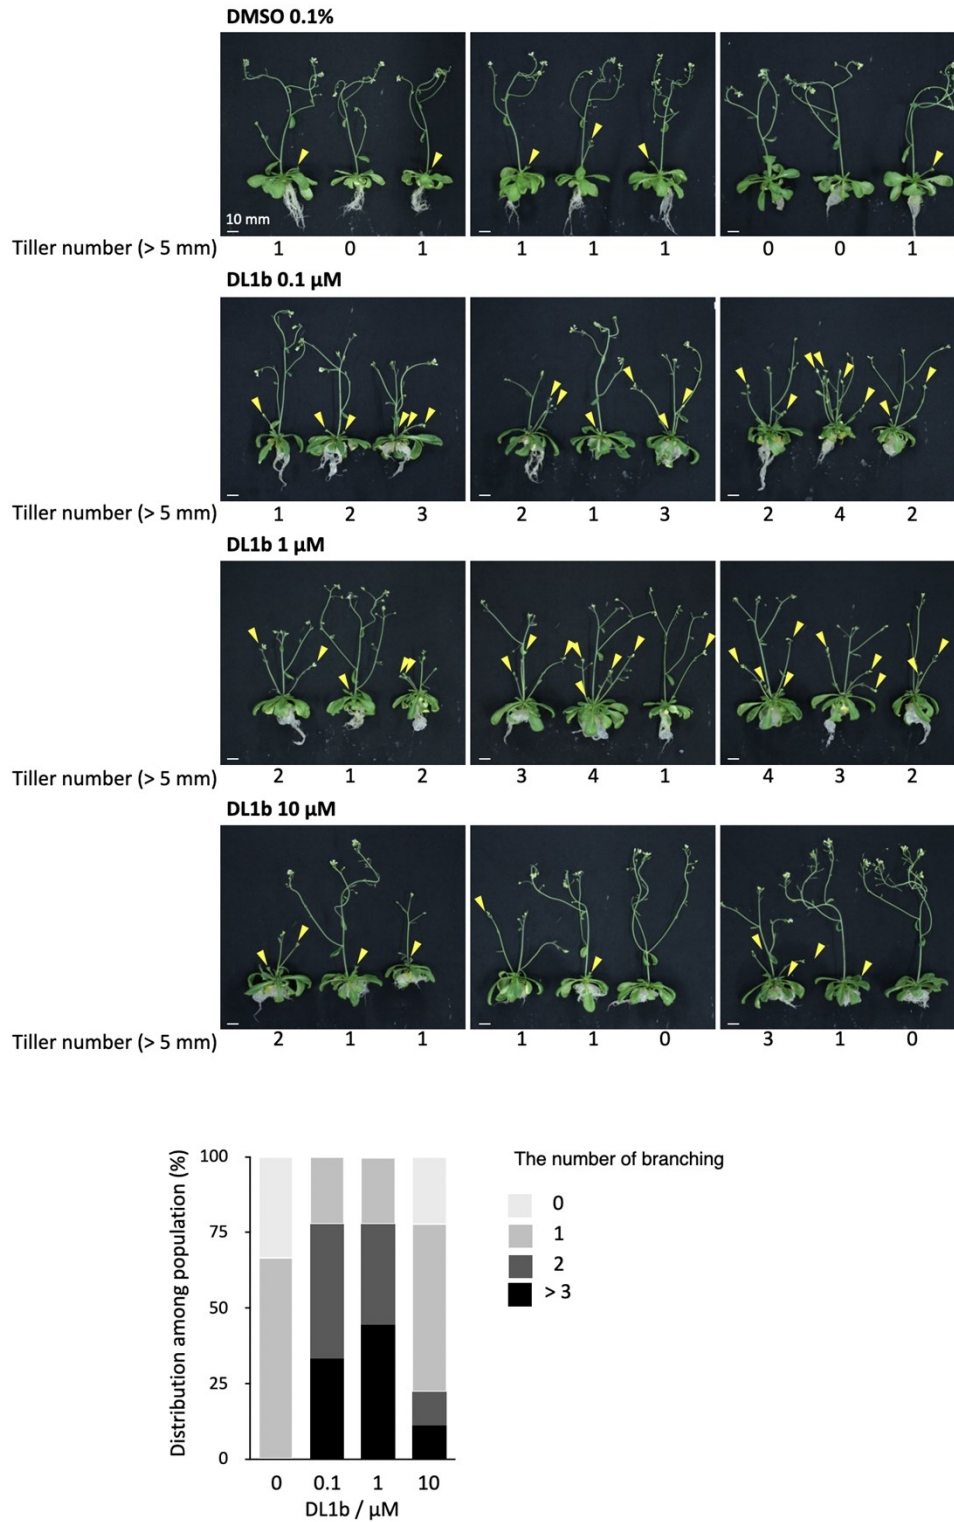 DMSO 0.1%
10 mm
Tiller number (> 5 mm) 1 0 1 1 1 1 0 0 1
DL1b 0.1 µM
Tiller number (> 5 mm) 1 2 3 2 1 3 2 4 2
DL1b 1 µM
Tiller number (> 5 mm) 2 1 2 3 4 1 4 3 2
DL1b 10 µM
Tiller number (> 5 mm) 2 1 1 1 1 0 3 1 0
Distribution among population (%)
100
75
50
25
0
0 0.1 1 10
DL1b / µM
The number of branching
0
1
2
> 3